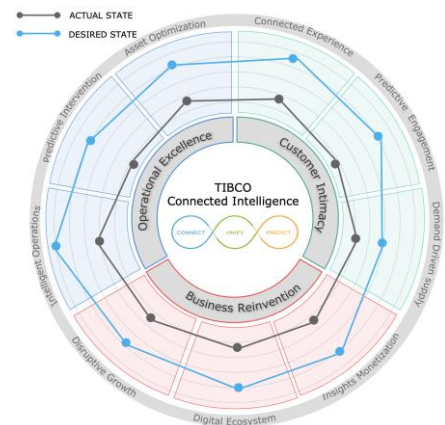 ACTUAL STATE
DESIRED STATE
Asset Optimization
Connected Experience
Predictive Intervention
Predictive Engagement
Operational Excellence
Customer Intimacy
TIBCO
Connected Intelligence
CONNECT
UNIFY
PREDICT
Intelligent Operations
Demand Driven supply
Business Reinvention
Disruptive Growth
Digital Ecosystem
Insights Monetization